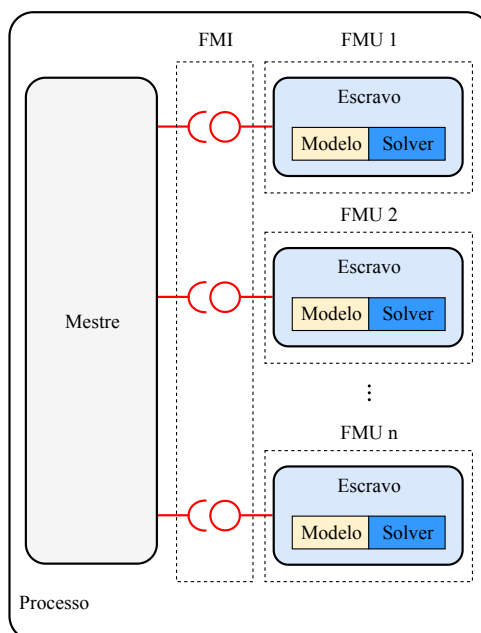 FMI
FMU 1
Escravo
Modelo
Solver
FMU 2
Escravo
Modelo
Solver
Mestre
⋮
FMU n
Escravo
Modelo
Solver
Processo